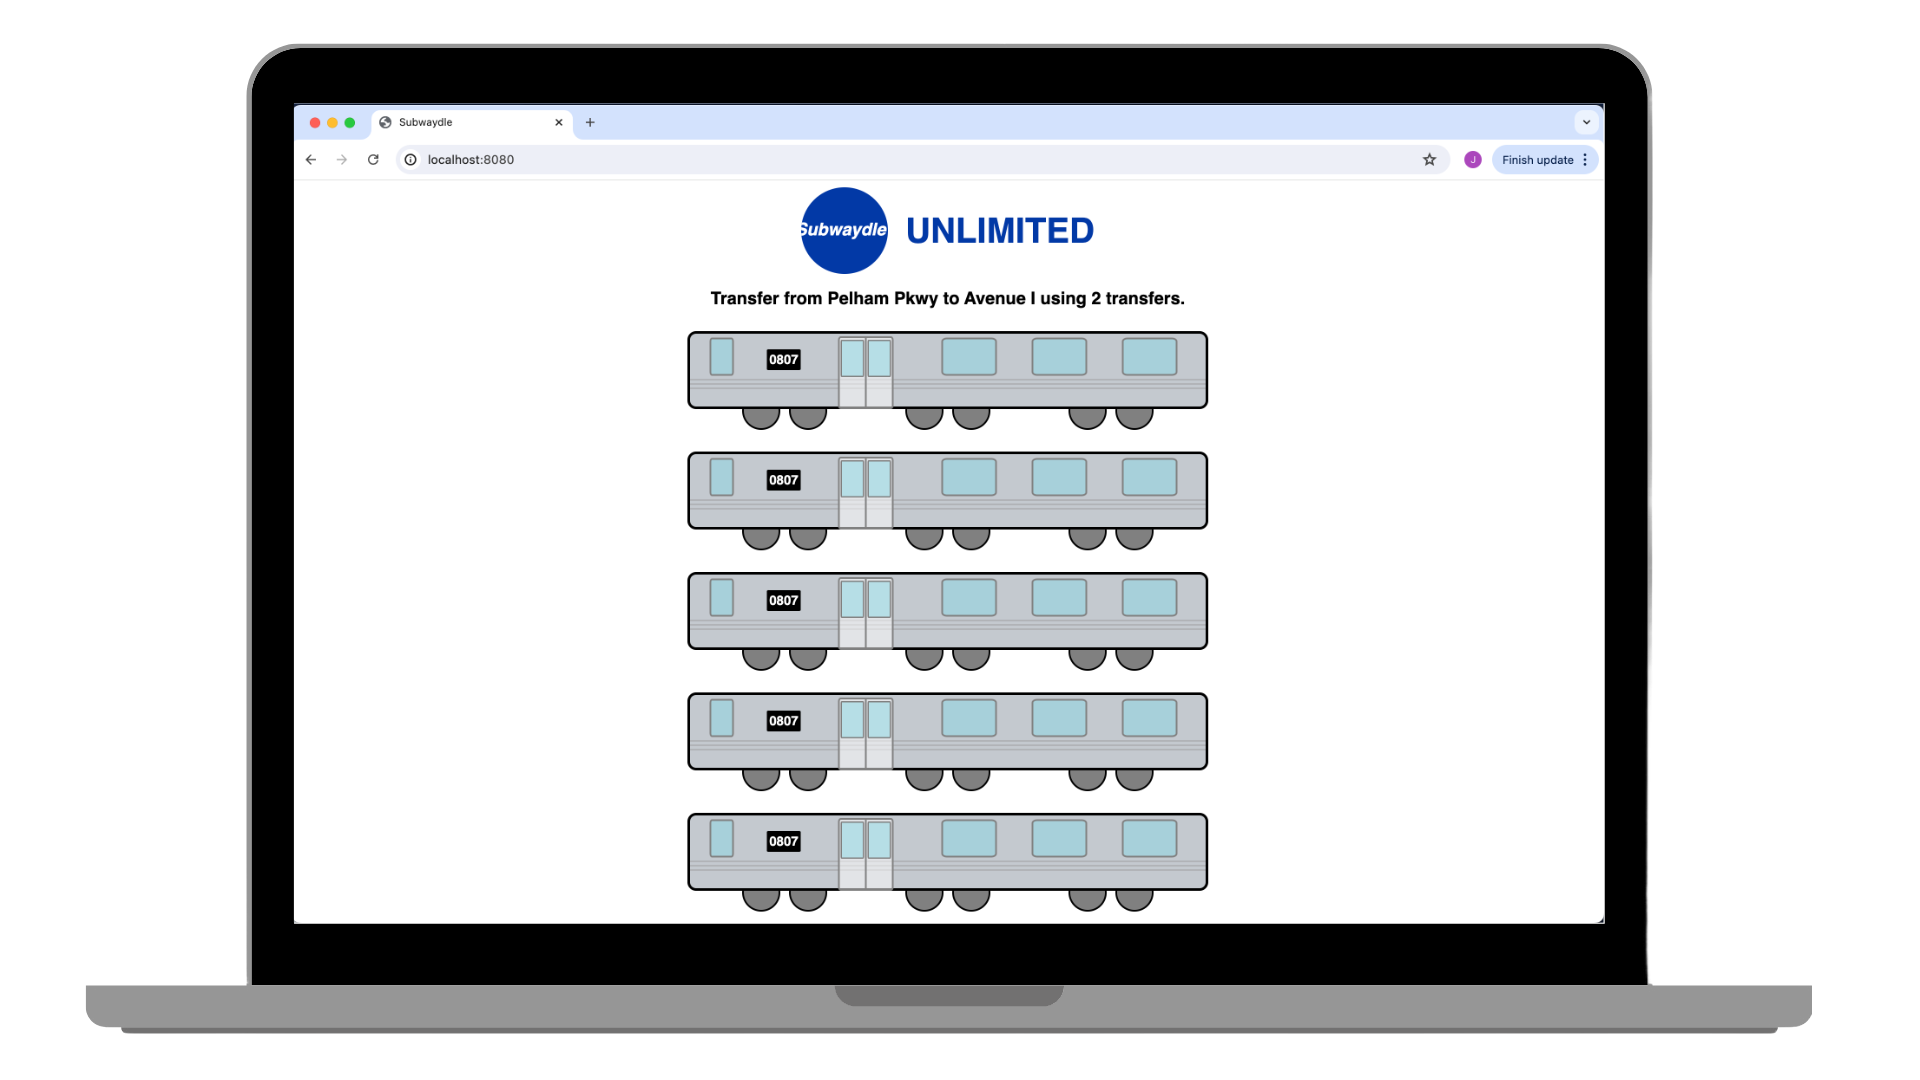 Subwaydle
localhost:8080
J
Finish update
Subwaydle UNLIMITED
Transfer from Pelham Pkwy to Avenue I using 2 transfers.
0807
0807
0807
0807
0807